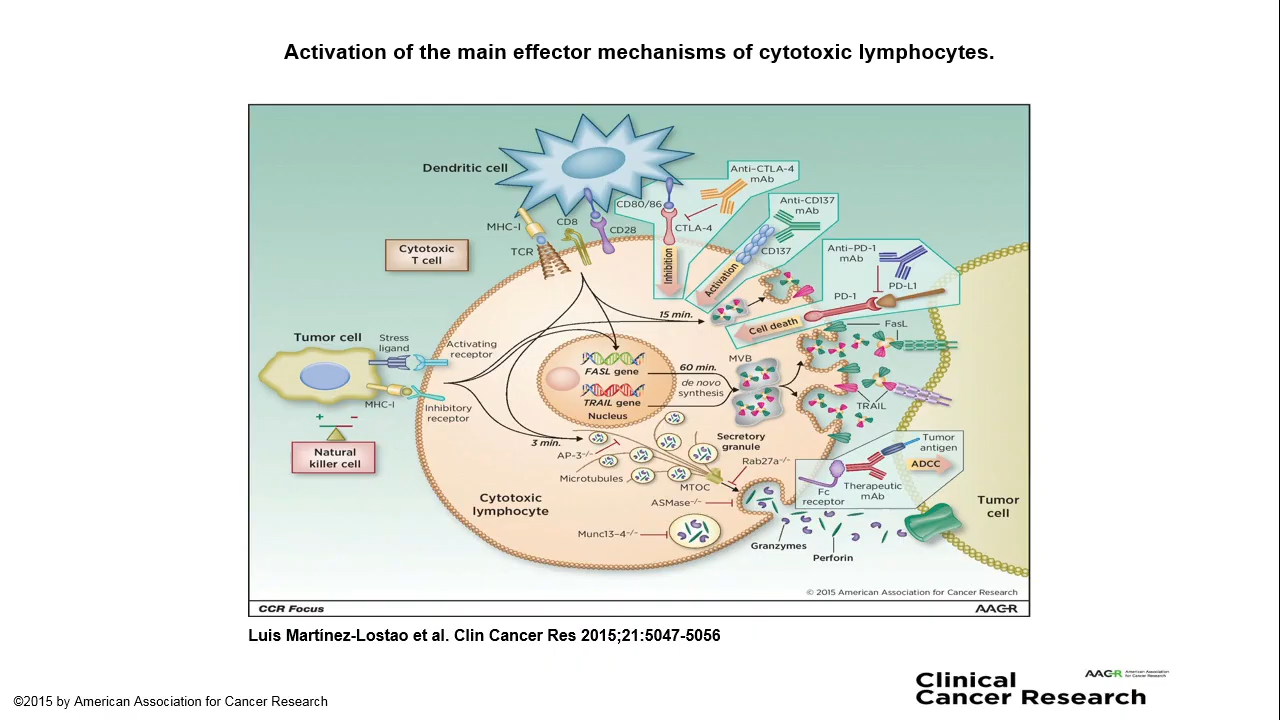 Activation of the main effector mechanisms of cytotoxic lymphocytes.
Dendritic cell
Anti–CTLA-4
mAb
CD80/86
CTLA-4
Anti-CD137
mAb
CD137
MHC-I
CD8
CD28
TCR
Cytotoxic
T cell
Inhibition
Activation
Anti–PD-1
mAb
PD-1
PD-L1
Cell death
15 min.
FasL
Tumor cell
Stress
ligand
Activating
receptor
MHC-I
Inhibitory
receptor
+ –
Natural
killer cell
FASL gene
TRAIL gene
Nucleus
60 min.
de novo
synthesis
MVB
TRAIL
3 min.
AP-3–/–
Microtubules
MTOC
Secretory
granule
Rab27a–/–
ASMase–/–
Munc13–4–/–
Cytotoxic
lymphocyte
Tumor
antigen
ADCC
Fc
receptor
Therapeutic
mAb
Tumor
cell
Granzymes
Perforin
© 2015 American Association for Cancer Research
CCR Focus
AACR
Luis Martínez-Lostao et al. Clin Cancer Res 2015;21:5047-5056
©2015 by American Association for Cancer Research
Clinical
Cancer Research
AACR
American Association
for Cancer Research